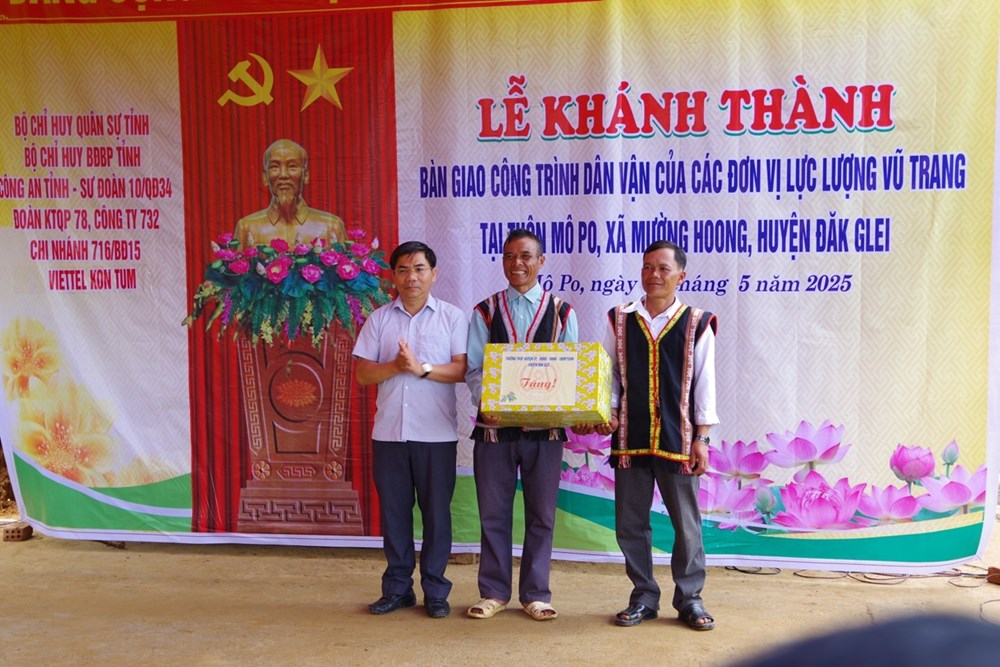 BỘ CHỈ HUY QUÂN SỰ TỈNH
BỘ CHỈ HUY BĐBP TỈNH
CÔNG AN TỈNH - SƯ ĐOÀN 10/QĐ34
ĐOÀN KTQP 78, CÔNG TY 732
CHI NHÁNH 716/BĐ15
VIETTEL KON TUM
LỄ KHÁNH THÀNH
BÀN GIAO CÔNG TRÌNH DÂN VẬN CỦA CÁC ĐƠN VỊ LỰC LƯỢNG VŨ TRANG
TẠI THÔN MÔ PO, XÃ MƯỜNG HOONG, HUYỆN ĐĂK GLEI
Mô Po, ngày tháng 5 năm 2025
Tặng!